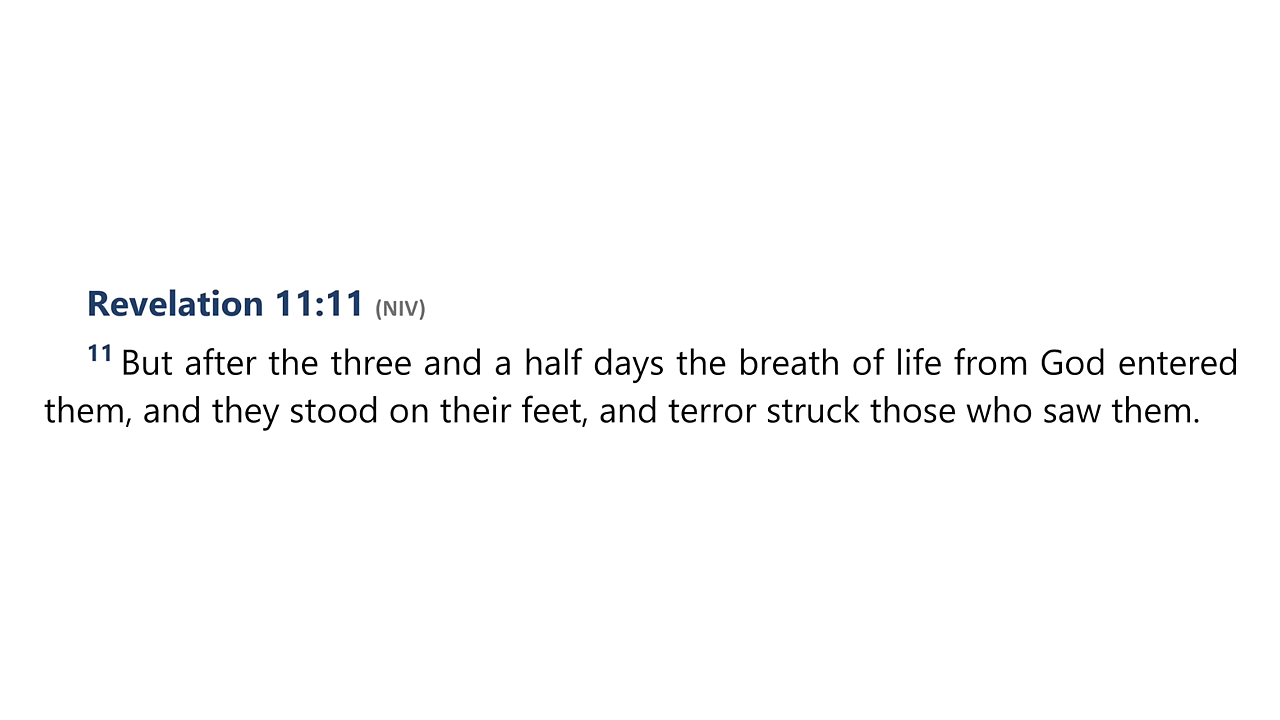 Revelation 11:11 (NIV)
11 But after the three and a half days the breath of life from God entered
them, and they stood on their feet, and terror struck those who saw them.